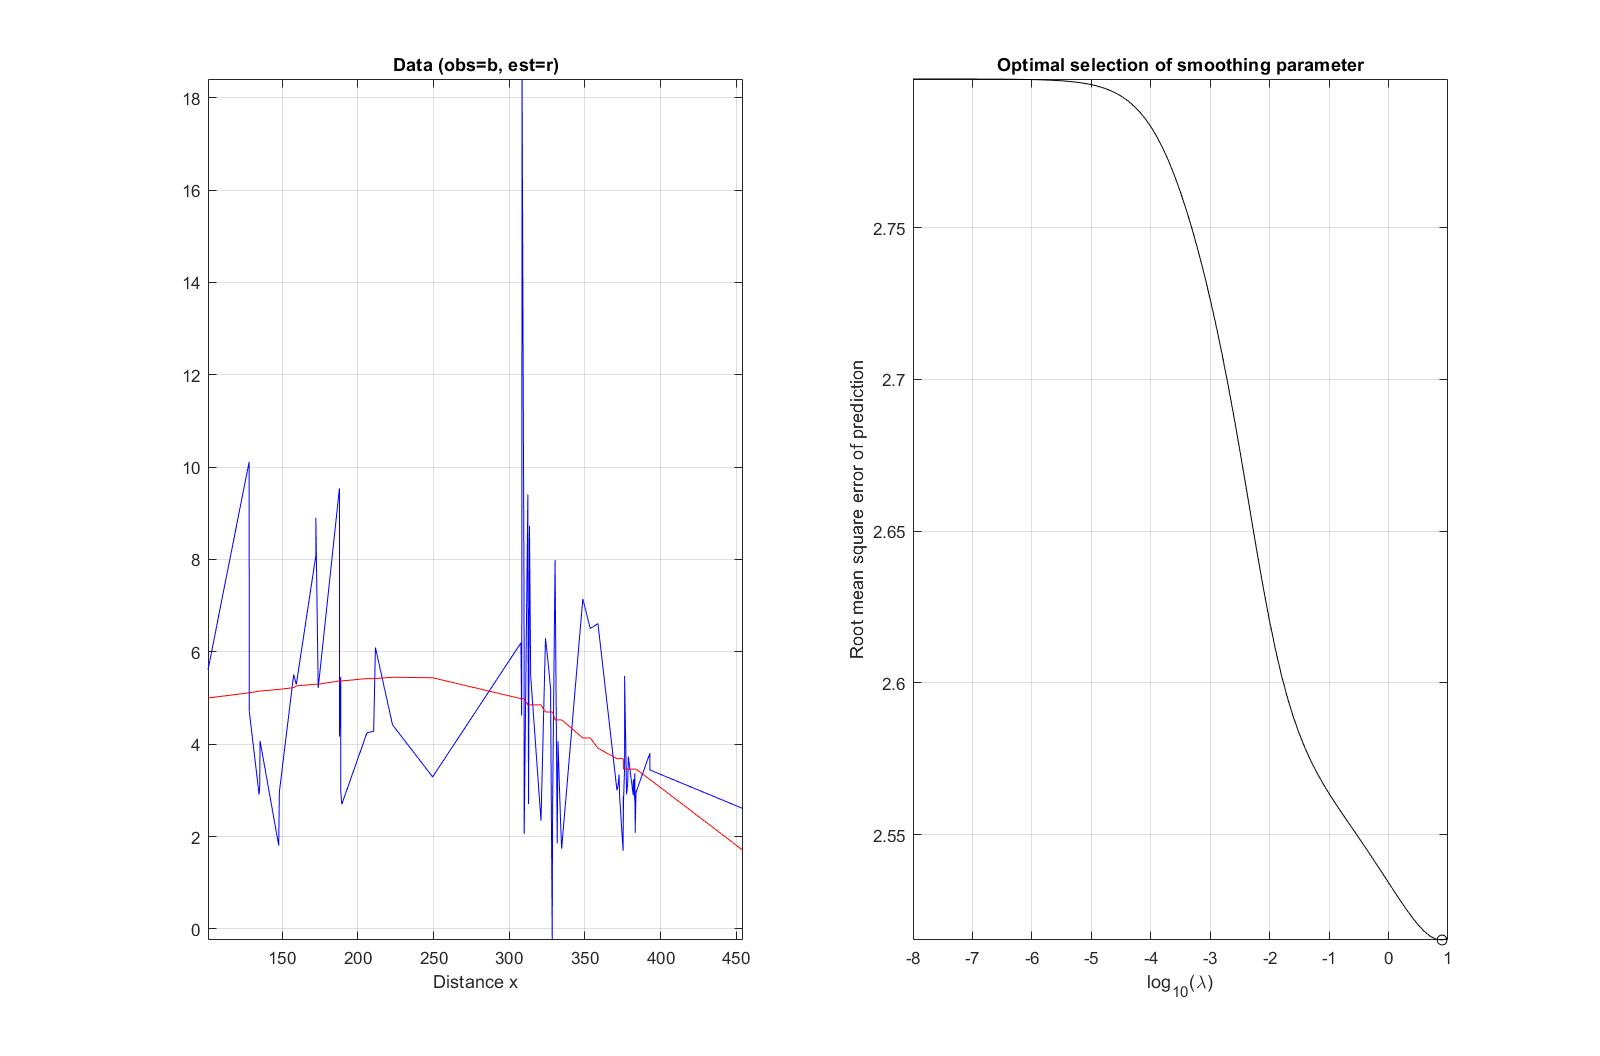 Data (obs=b, est=r)
18
16
14
12
10
8
6
4
2
0
150 200 250 300 350 400 450
Distance x
Optimal selection of smoothing parameter
Root mean square error of prediction
2.75
2.7
2.65
2.6
2.55
-8 -7 -6 -5 -4 -3 -2 -1 0 1
log10(λ)